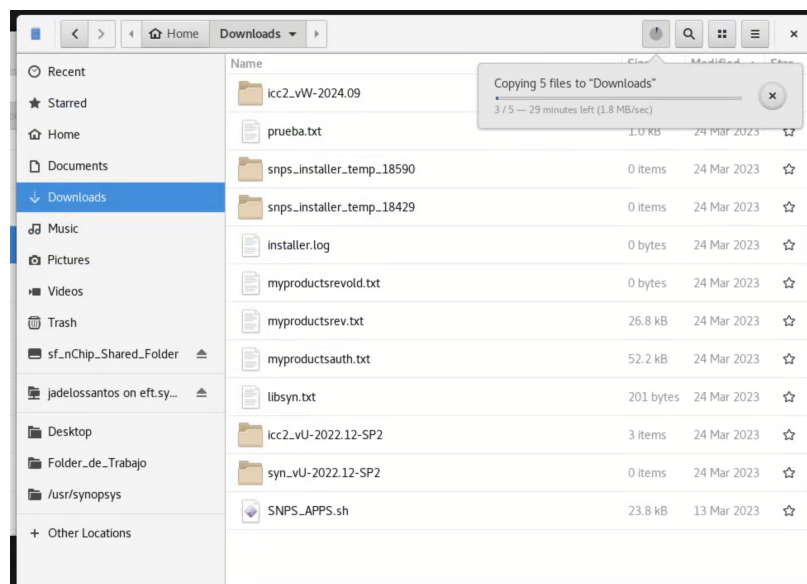 Home Downloads
Recent
Starred
Home
Documents
Downloads
Music
Pictures
Videos
Trash
sf_nChip_Shared_Folder
jadelossantos on eft.sy...
Desktop
Folder_de_Trabajo
/usr/synopsys
+ Other Locations
Name Size Modified Star
Copying 5 files to “Downloads”
3 / 5 — 29 minutes left (1.8 MB/sec)
icc2_vW-2024.09
prueba.txt 1.0 kB 24 Mar 2023
snps_installer_temp_18590 0 items 24 Mar 2023
snps_installer_temp_18429 0 items 24 Mar 2023
installer.log 0 bytes 24 Mar 2023
myproductsrevold.txt 0 bytes 24 Mar 2023
myproductsrev.txt 26.8 kB 24 Mar 2023
myproductsauth.txt 52.2 kB 24 Mar 2023
libsyn.txt 201 bytes 24 Mar 2023
icc2_vU-2022.12-SP2 3 items 24 Mar 2023
syn_vU-2022.12-SP2 0 items 24 Mar 2023
SNPS_APPS.sh 23.8 kB 13 Mar 2023